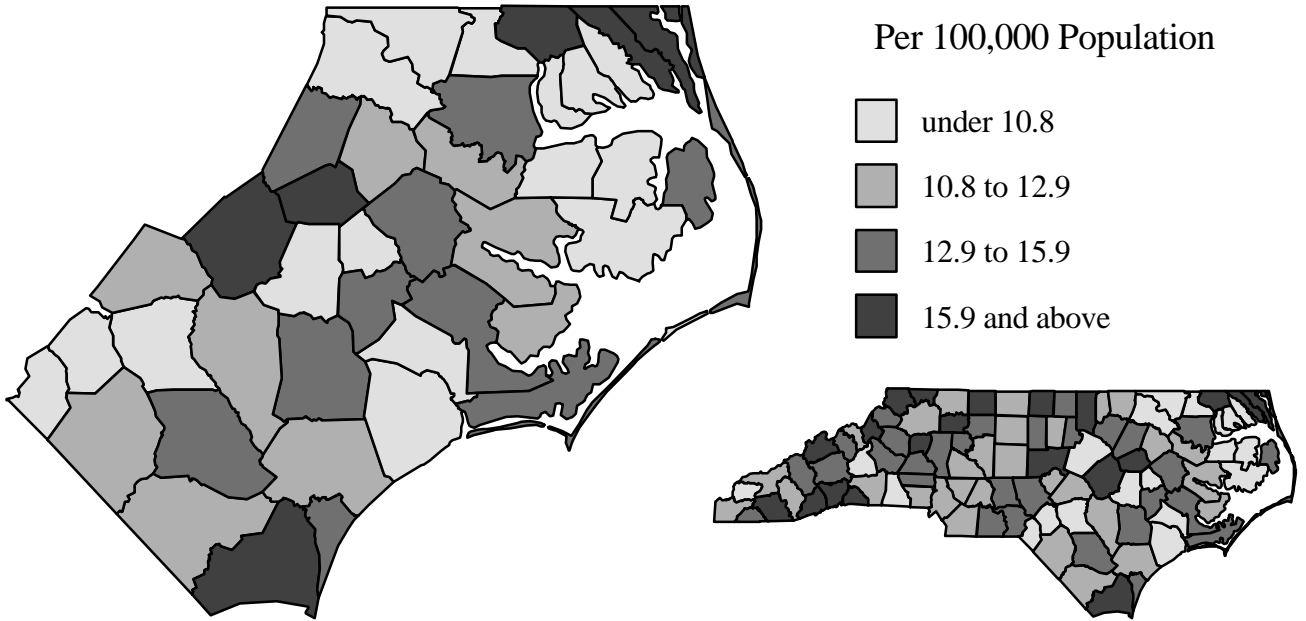 Per 100,000 Population
under 10.8
10.8 to 12.9
12.9 to 15.9
15.9 and above